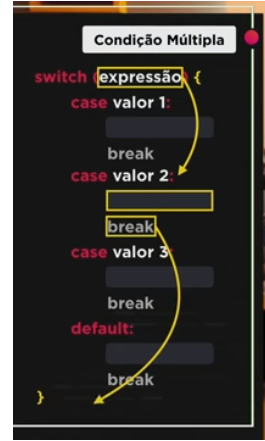 Condição Múltipla
switch (expressão) {
case valor 1:
break
case valor 2:
break
case valor 3:
break
default:
break
}